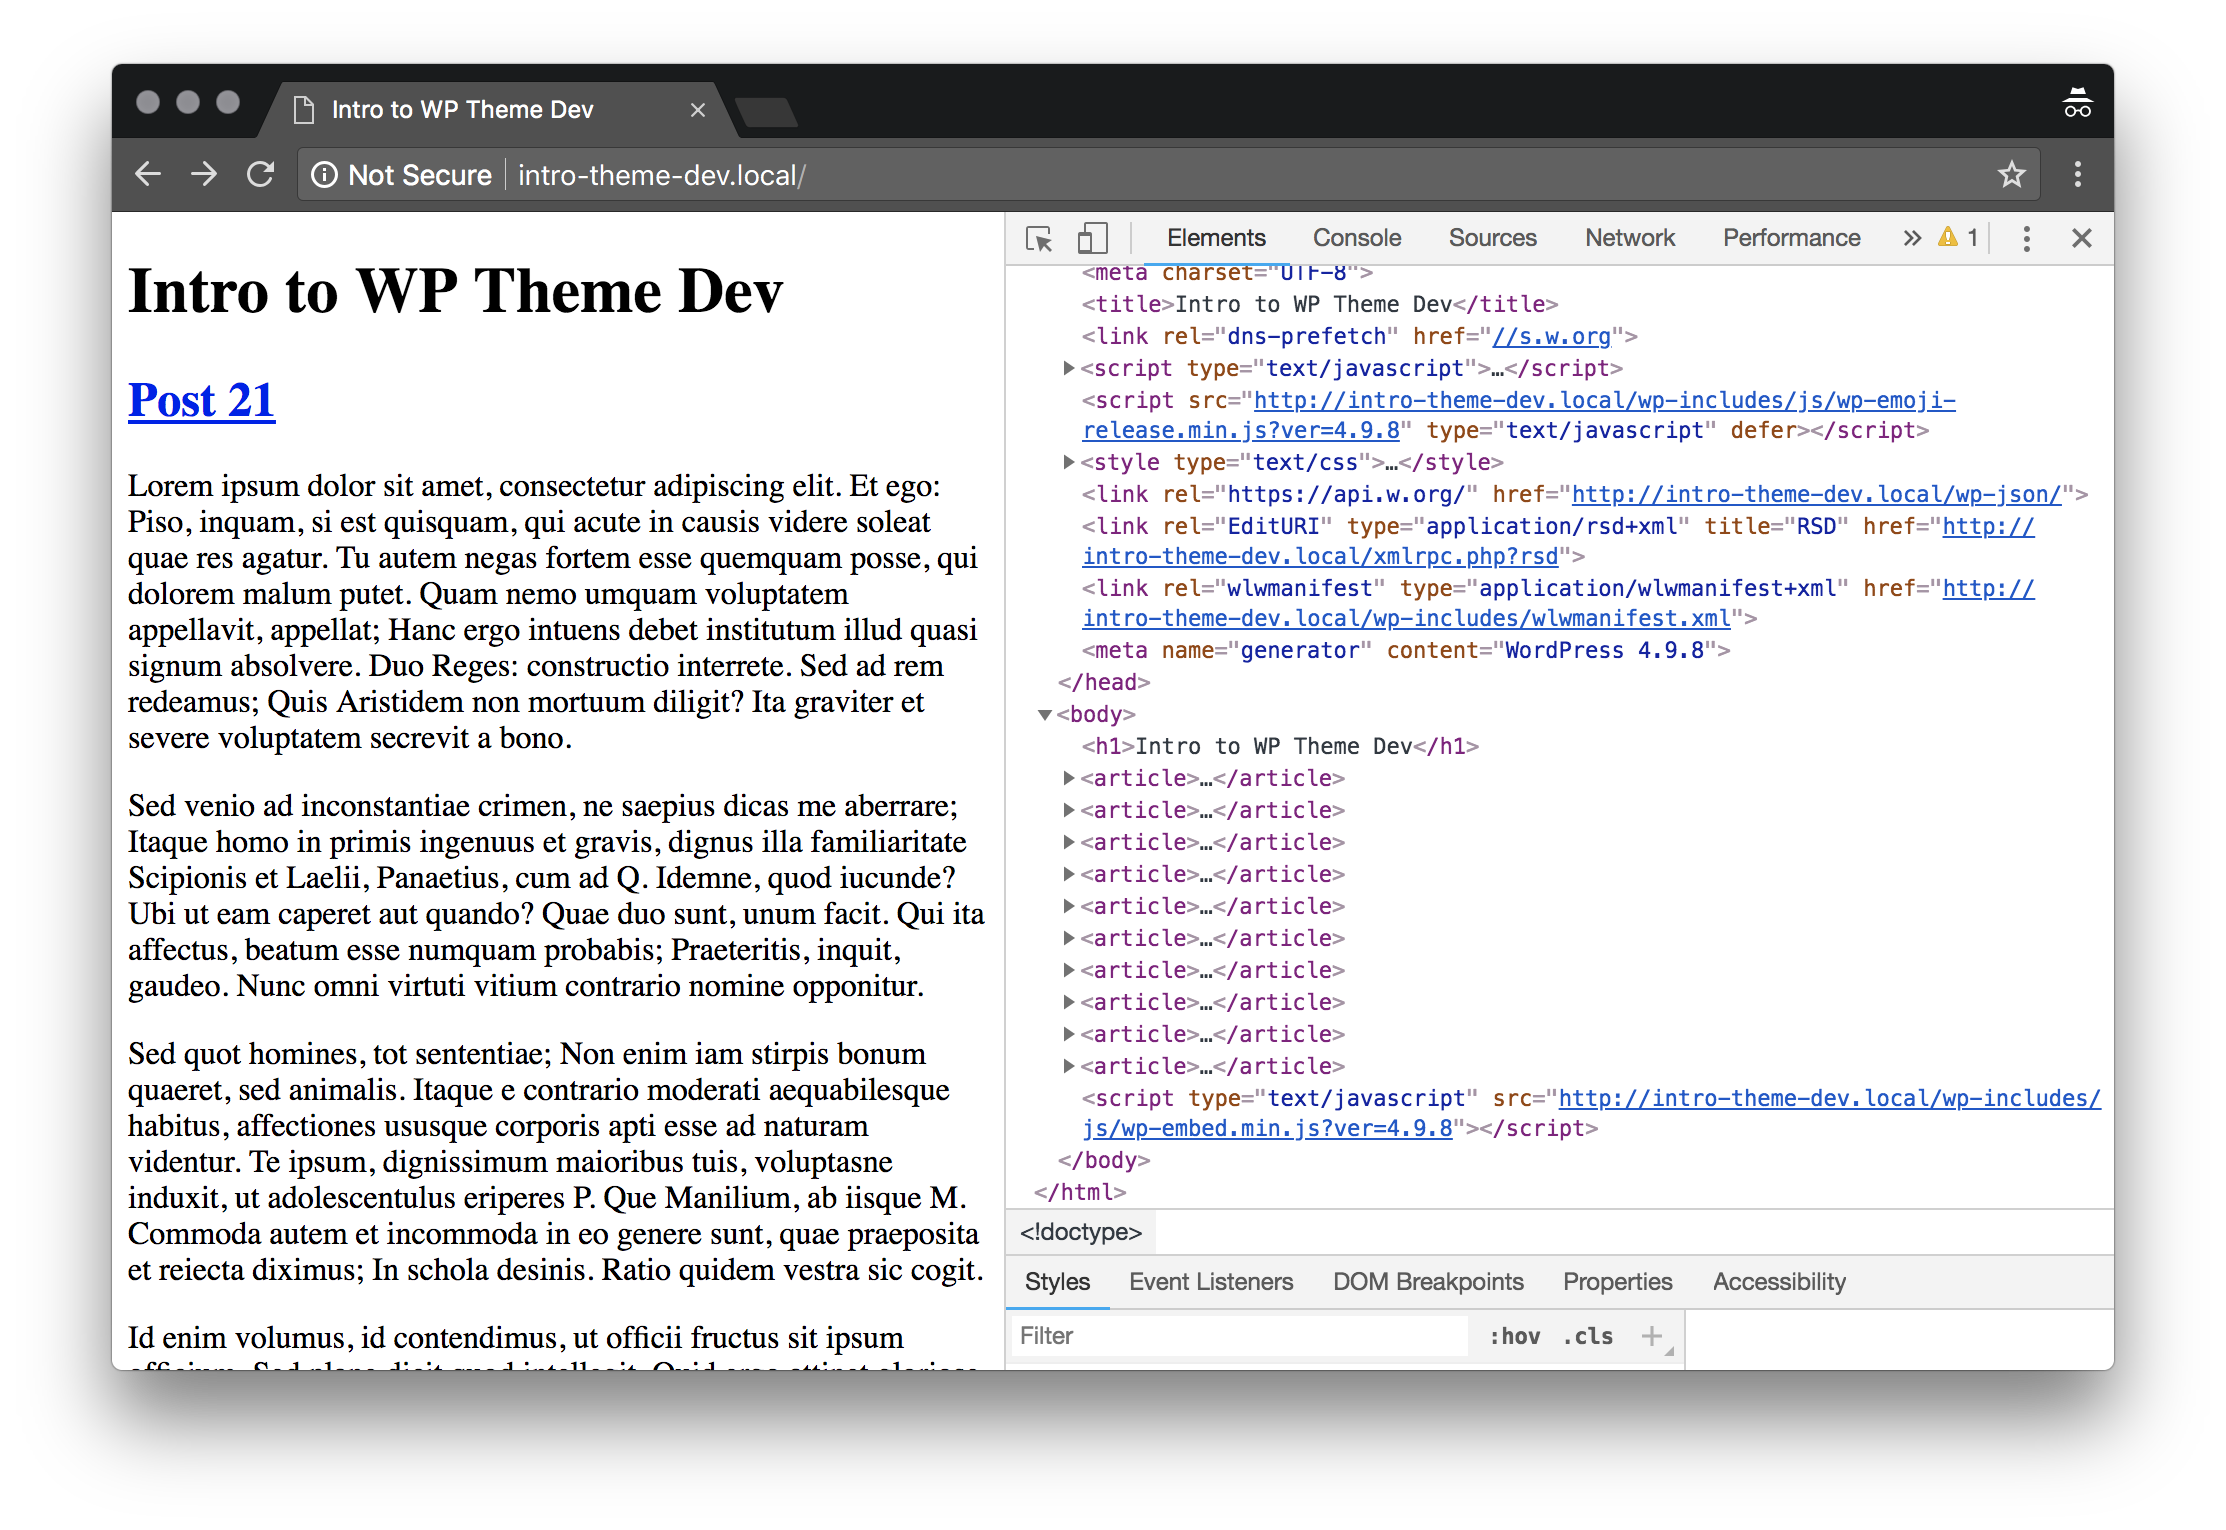 Intro to WP Theme Dev
Not Secure intro-theme-dev.local/
Intro to WP Theme Dev
Post 21
Lorem ipsum dolor sit amet, consectetur adipiscing elit. Et ego:
Piso, inquam, si est quisquam, qui acute in causis videre soleat
quae res agatur. Tu autem negas fortem esse quemquam posse, qui
dolorem malum putet. Quam nemo umquam voluptatem
appellavit, appellat; Hanc ergo intuens debet institutum illud quasi
signum absolvere. Duo Reges: constructio interrete. Sed ad rem
redeamus; Quis Aristidem non mortuum diligit? Ita graviter et
severe voluptatem secrevit a bono.
Sed venio ad inconstantiae crimen, ne saepius dicas me aberrare;
Itaque homo in primis ingenuus et gravis, dignus illa familiaritate
Scipionis et Laelii, Panaetius, cum ad Q. Idemne, quod iucunde?
Ubi ut eam caperet aut quando? Quae duo sunt, unum facit. Qui ita
affectus, beatum esse numquam probabis; Praeteritis, inquit,
gaudeo. Nunc omni virtuti vitium contrario nomine opponitur.
Sed quot homines, tot sententiae; Non enim iam stirpis bonum
quaeret, sed animalis. Itaque e contrario moderati aequabilesque
habitus, affectiones ususque corporis apti esse ad naturam
videntur. Te ipsum, dignissimum maioribus tuis, voluptasne
induxit, ut adolescentulus eriperes P. Que Manilium, ab iisque M.
Commoda autem et incommoda in eo genere sunt, quae praeposita
et reiecta diximus; In schola desinis. Ratio quidem vestra sic cogit.
Id enim volumus, id contendimus, ut officii fructus sit ipsum
Elements Console Sources Network Performance » 1
<meta charset="UTF-8">
<title>Intro to WP Theme Dev</title>
<link rel="dns-prefetch" href="//s.w.org">
<script type="text/javascript">…</script>
<script src="http://intro-theme-dev.local/wp-includes/js/wp-emoji-
release.min.js?ver=4.9.8" type="text/javascript" defer></script>
<style type="text/css">…</style>
<link rel="https://api.w.org/" href="http://intro-theme-dev.local/wp-json/">
<link rel="EditURI" type="application/rsd+xml" title="RSD" href="http://
intro-theme-dev.local/xmlrpc.php?rsd">
<link rel="wlwmanifest" type="application/wlwmanifest+xml" href="http://
intro-theme-dev.local/wp-includes/wlwmanifest.xml">
<meta name="generator" content="WordPress 4.9.8">
</head>
<body>
<h1>Intro to WP Theme Dev</h1>
<article>…</article>
<article>…</article>
<article>…</article>
<article>…</article>
<article>…</article>
<article>…</article>
<article>…</article>
<article>…</article>
<article>…</article>
<article>…</article>
<script type="text/javascript" src="http://intro-theme-dev.local/wp-includes/
js/wp-embed.min.js?ver=4.9.8"></script>
</body>
</html>
<!doctype>
Styles Event Listeners DOM Breakpoints Properties Accessibility
Filter :hov .cls +